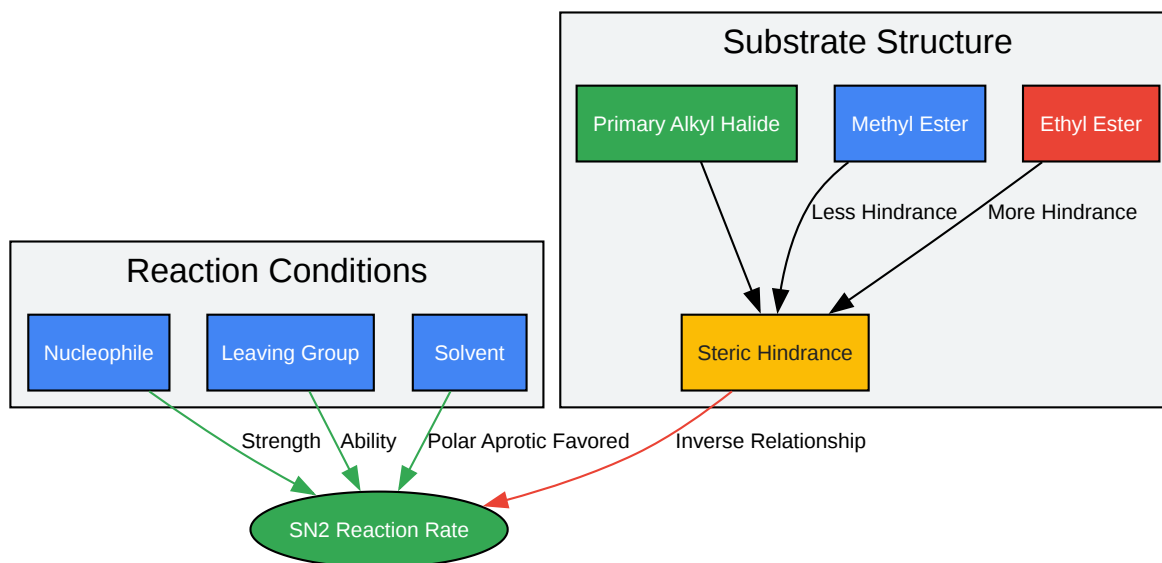 Substrate Structure
Primary Alkyl Halide
Methyl Ester
Ethyl Ester
Less Hindrance
More Hindrance
Reaction Conditions
Nucleophile
Leaving Group
Solvent
Steric Hindrance
Strength
Ability
Polar Aprotic Favored
Inverse Relationship
SN2 Reaction Rate